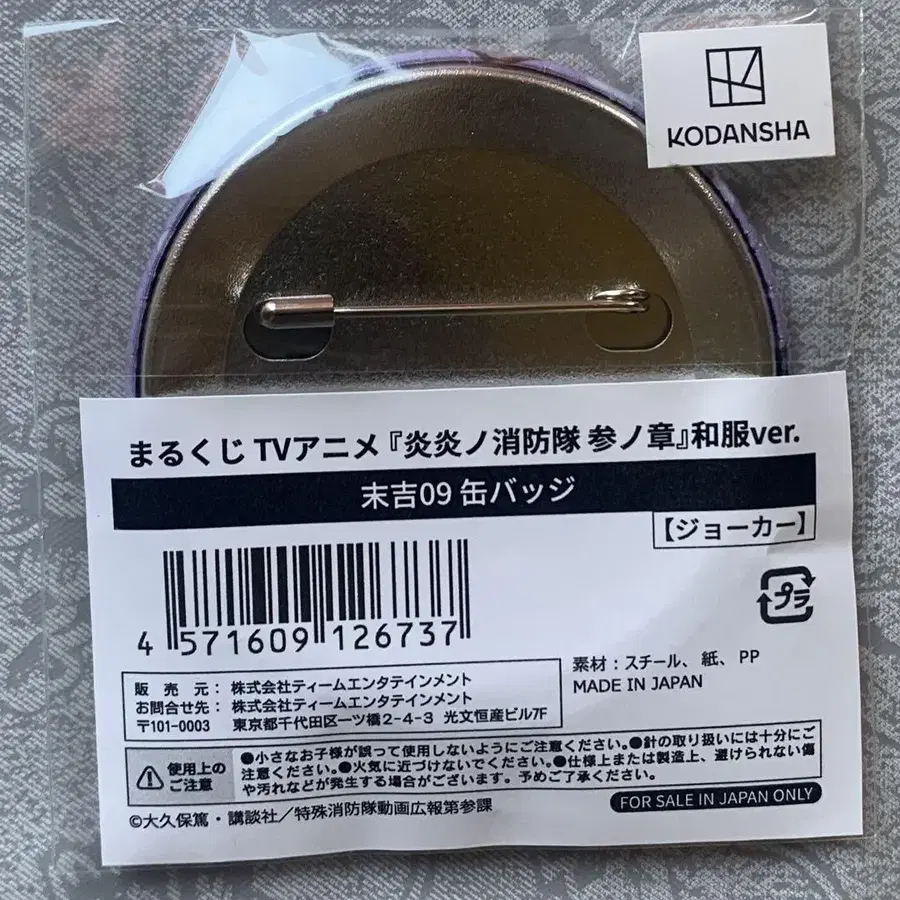 KODANSHA
まるくじ TVアニメ『炎炎ノ消防隊 参ノ章』和服ver.
末吉09 缶バッジ
【ジョーカー】
プラ
4 571609 126737
素材：スチール、紙、PP
MADE IN JAPAN
販売元：株式会社ティームエンタテインメント
お問合せ先：株式会社ティームエンタテインメント
〒101-0003 東京都千代田区一ツ橋2-4-3 光文恒産ビル7F
使用上の
ご注意
●小さなお子様が誤って使用しないようにご注意ください。●針の取り扱いには十分にご
注意ください。●火気に近づけないでください。●仕様上または製造上、避けられない傷
や汚れなどが発生する場合がございます。予めご了承ください。
FOR SALE IN JAPAN ONLY
©大久保篤・講談社／特殊消防隊動画広報第参課